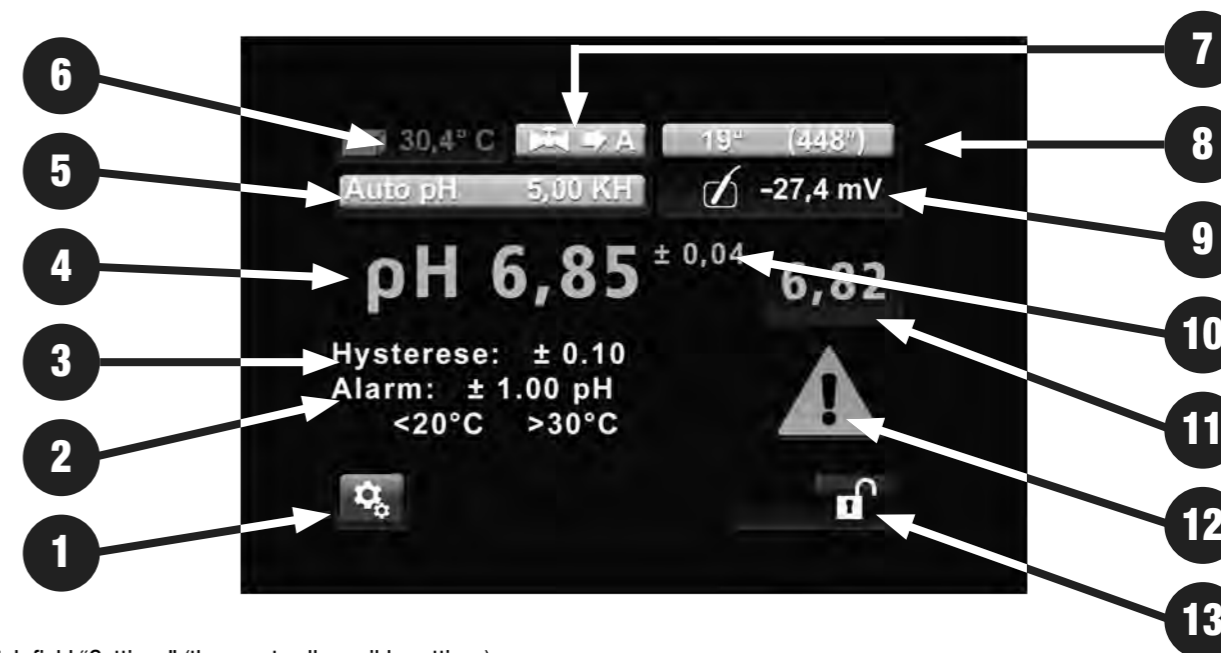 6
7
30,4° C
A
19" (448")
8
5
Auto pH 5,00 KH
-27,4 mV
9
4
pH 6,85 ± 0,04
6,82
10
3
Hysterese: ± 0.10
Alarm: ± 1.00 pH
<20°C >30°C
11
2
12
1
13